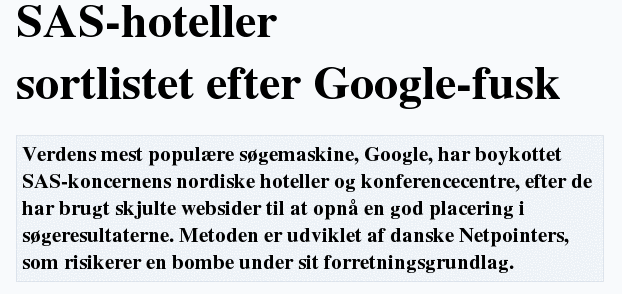 SAS-hoteller
sortlistet efter Google-fusk
Verdens mest populære søgemaskine, Google, har boykottet
SAS-koncernens nordiske hoteller og konferencecentre, efter de
har brugt skjulte websider til at opnå en god placering i
søgeresultaterne. Metoden er udviklet af danske Netpointers,
som risikerer en bombe under sit forretningsgrundlag.